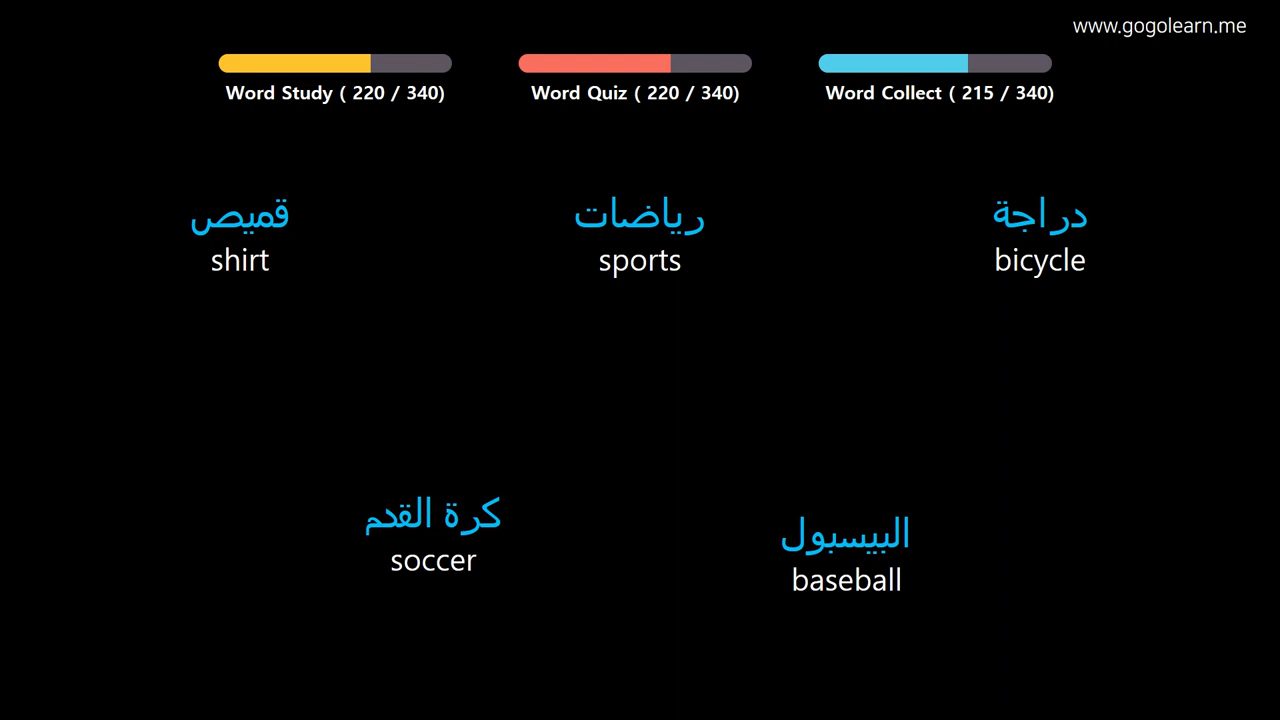 www.gogolearn.me
Word Study ( 220 / 340)
Word Quiz ( 220 / 340)
Word Collect ( 215 / 340)
قميص
shirt
رياضات
sports
دراجة
bicycle
كرة القدم
soccer
البيسبول
baseball